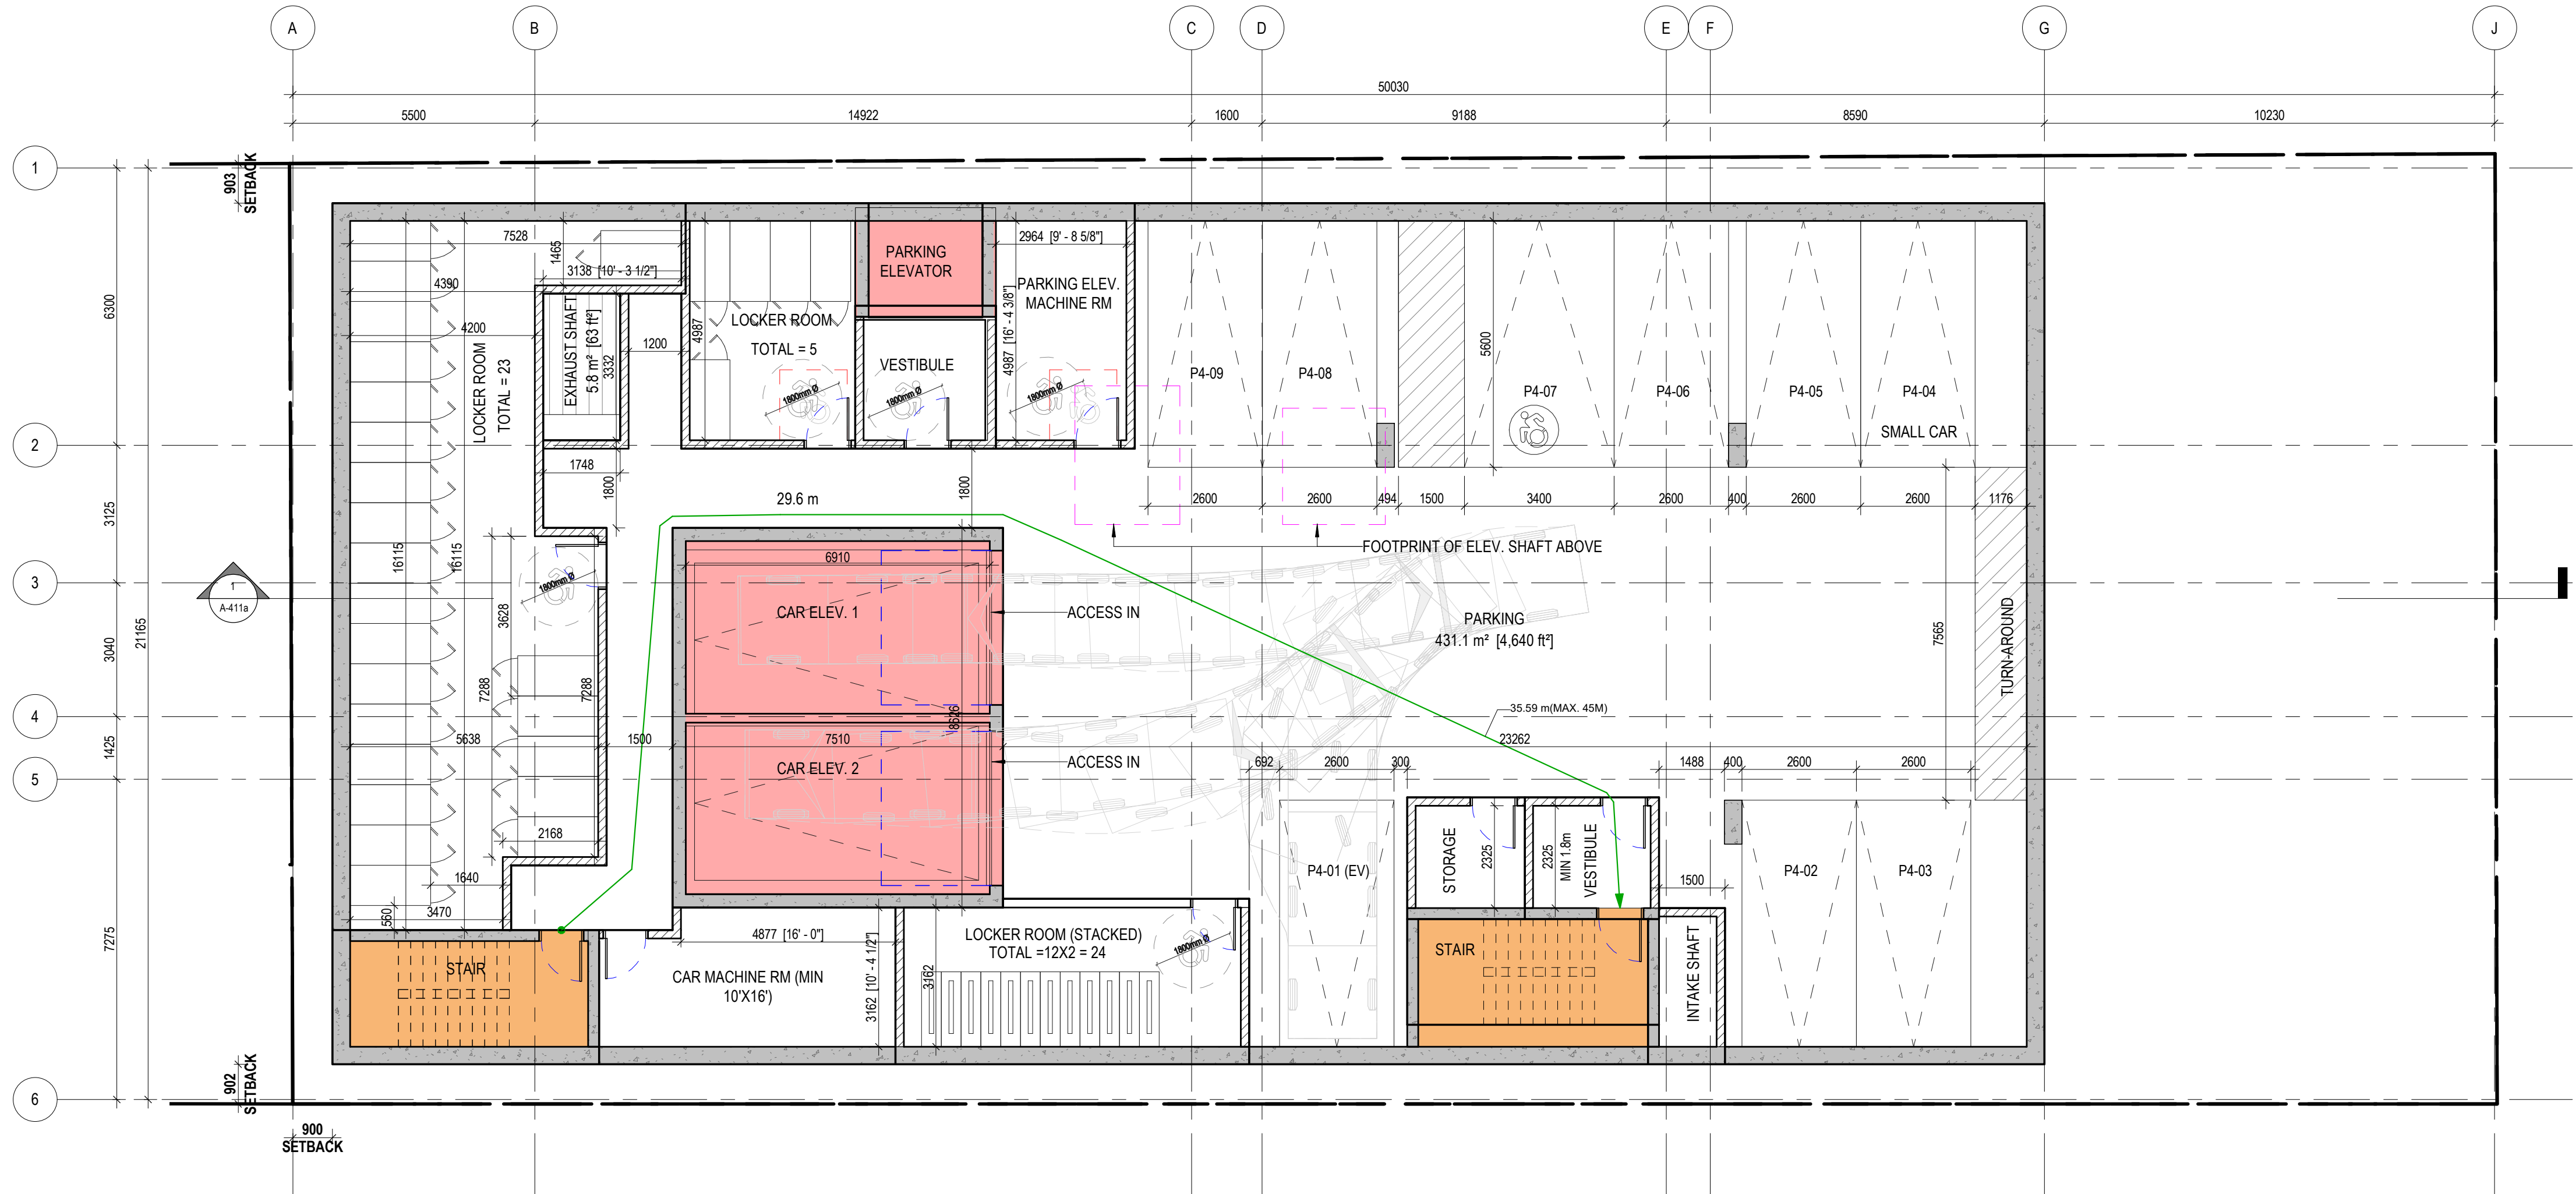 A
B
C
D
E
F
G
J
50030
5500
14922
1600
9188
8590
10230
1
2
3
4
5
6
6300
3125
3040
1425
7275
21165
903
SETBACK
902
SETBACK
900
SETBACK
1
A-411a
7528
1465
3138 [10' - 3 1/2"]
4390
4200
EXHAUST SHAFT
5.8 m² [63 ft²]
3332
1200
LOCKER ROOM
TOTAL = 23
1748
1800
16115
16115
4987
LOCKER ROOM
TOTAL = 5
1800mm Ø
PARKING
ELEVATOR
VESTIBULE
1800mm Ø
2964 [9' - 8 5/8"]
PARKING ELEV.
MACHINE RM
4987 [16' - 4 3/8"]
1800mm Ø
P4-09
P4-08
5600
P4-07
P4-06
P4-05
P4-04
SMALL CAR
2600
2600
494
1500
3400
2600
400
2600
2600
1176
29.6 m
1800
FOOTPRINT OF ELEV. SHAFT ABOVE
1800mm Ø
3628
7288
7288
5638
1500
7510
23262
6910
CAR ELEV. 1
ACCESS IN
8626
CAR ELEV. 2
ACCESS IN
PARKING
431.1 m² [4,640 ft²]
7565
TURN-AROUND
35.59 m(MAX. 45M)
692
2600
300
1488
400
2600
2600
2168
1640
560
3470
STAIR
4877 [16' - 0"]
CAR MACHINE RM (MIN
10'X16')
3162 [10' - 4 1/2"]
3162
LOCKER ROOM (STACKED)
TOTAL =12X2 = 24
1800mm Ø
P4-01 (EV)
STORAGE
2325
2325
MIN 1.8m
VESTIBULE
1500
STAIR
INTAKE SHAFT
P4-02
P4-03